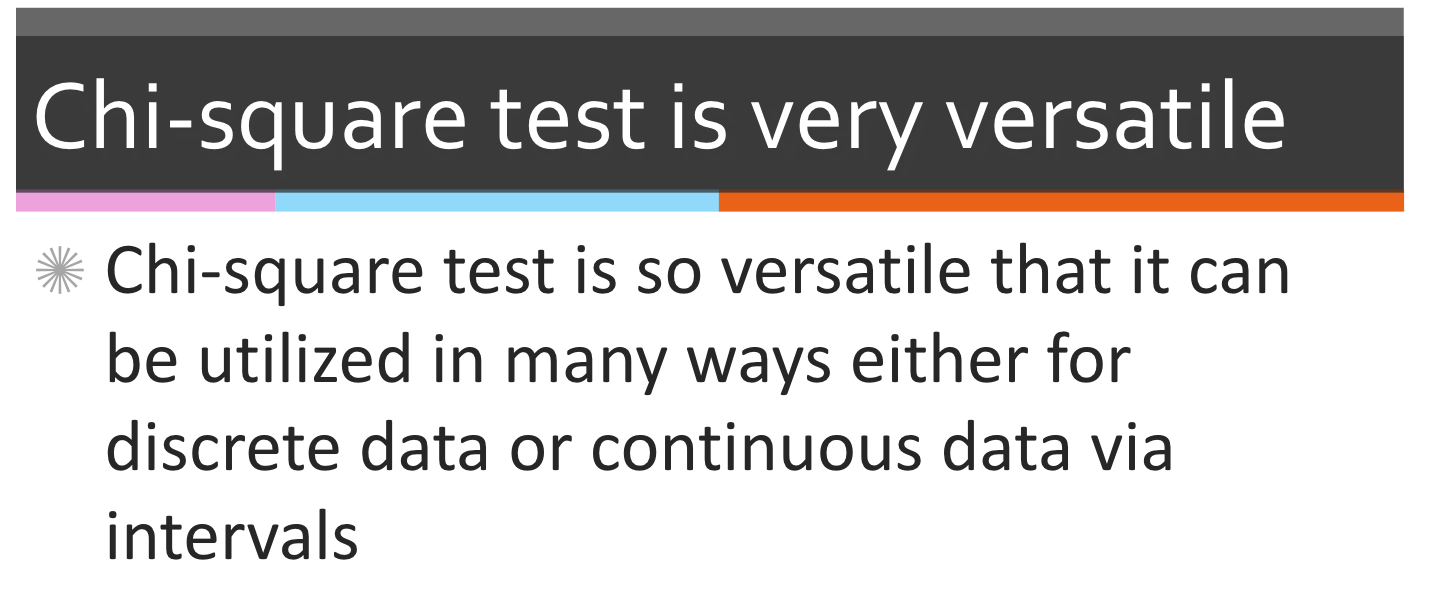 Chi-square test is very versatile
Chi-square test is so versatile that it can
be utilized in many ways either for
discrete data or continuous data via
intervals